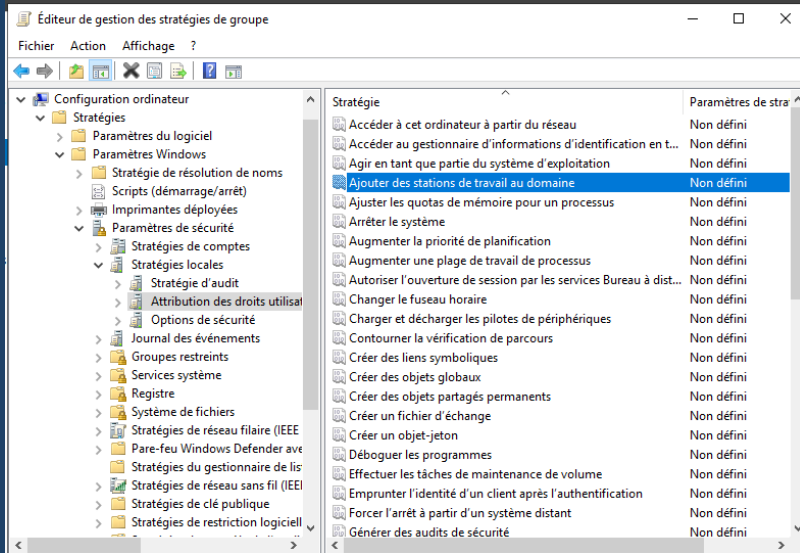 Éditeur de gestion des stratégies de groupe
Fichier Action Affichage ?
Configuration ordinateur
Stratégies
Paramètres du logiciel
Paramètres Windows
Stratégie de résolution de noms
Scripts (démarrage/arrêt)
Imprimantes déployées
Paramètres de sécurité
Stratégies de comptes
Stratégies locales
Stratégie d'audit
Attribution des droits utilisat
Options de sécurité
Journal des événements
Groupes restreints
Services système
Registre
Système de fichiers
Stratégies de réseau filaire (IEEE
Pare-feu Windows Defender ave
Stratégies du gestionnaire de lis
Stratégies de réseau sans fil (IEEE
Stratégies de clé publique
Stratégies de restriction logiciell
Stratégie Paramètres de strat
Accéder à cet ordinateur à partir du réseau Non défini
Accéder au gestionnaire d'informations d'identification en t... Non défini
Agir en tant que partie du système d'exploitation Non défini
Ajouter des stations de travail au domaine Non défini
Ajuster les quotas de mémoire pour un processus Non défini
Arrêter le système Non défini
Augmenter la priorité de planification Non défini
Augmenter une plage de travail de processus Non défini
Autoriser l'ouverture de session par les services Bureau à dist... Non défini
Changer le fuseau horaire Non défini
Charger et décharger les pilotes de périphériques Non défini
Contourner la vérification de parcours Non défini
Créer des liens symboliques Non défini
Créer des objets globaux Non défini
Créer des objets partagés permanents Non défini
Créer un fichier d'échange Non défini
Créer un objet-jeton Non défini
Déboguer les programmes Non défini
Effectuer les tâches de maintenance de volume Non défini
Emprunter l'identité d'un client après l'authentification Non défini
Forcer l'arrêt à partir d'un système distant Non défini
Générer des audits de sécurité Non défini